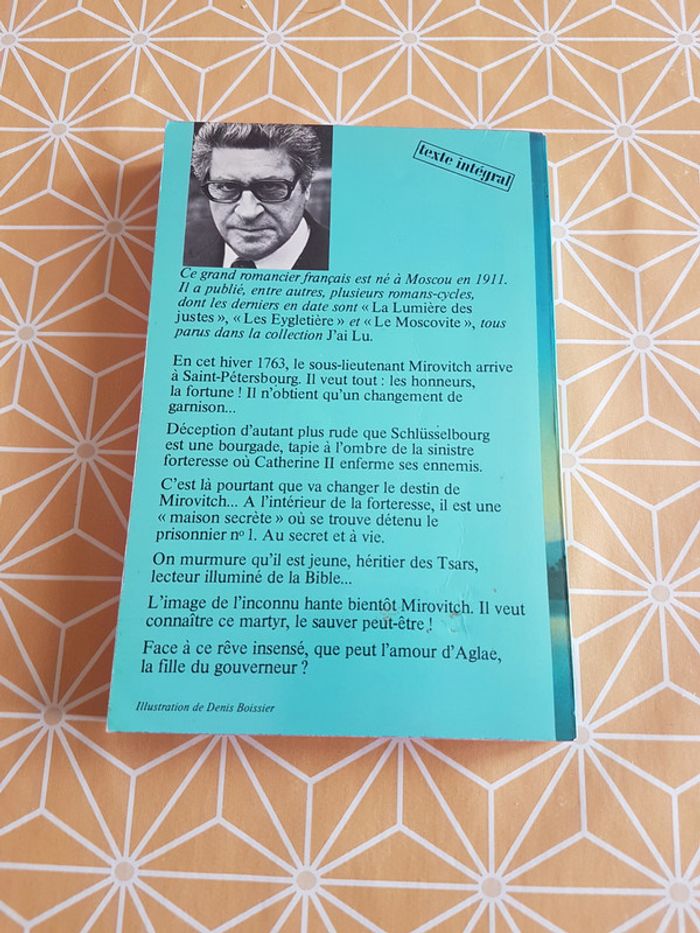 texte intégral
Ce grand romancier français est né à Moscou en 1911.
Il a publié, entre autres, plusieurs romans-cycles,
dont les derniers en date sont « La Lumière des
justes », « Les Eygletière » et « Le Moscovite », tous
parus dans la collection J'ai Lu.
En cet hiver 1763, le sous-lieutenant Mirovitch arrive
à Saint-Pétersbourg. Il veut tout : les honneurs,
la fortune ! Il n'obtient qu'un changement de
garnison...
Déception d'autant plus rude que Schlüsselbourg
est une bourgade, tapie à l'ombre de la sinistre
forteresse où Catherine II enferme ses ennemis.
C'est là pourtant que va changer le destin de
Mirovitch... A l'intérieur de la forteresse, il est une
« maison secrète » où se trouve détenu le
prisonnier nº 1. Au secret et à vie.
On murmure qu'il est jeune, héritier des Tsars,
lecteur illuminé de la Bible...
L'image de l'inconnu hante bientôt Mirovitch. Il veut
connaître ce martyr, le sauver peut-être !
Face à ce rêve insensé, que peut l'amour d'Aglae,
la fille du gouverneur ?
Illustration de Denis Boissier